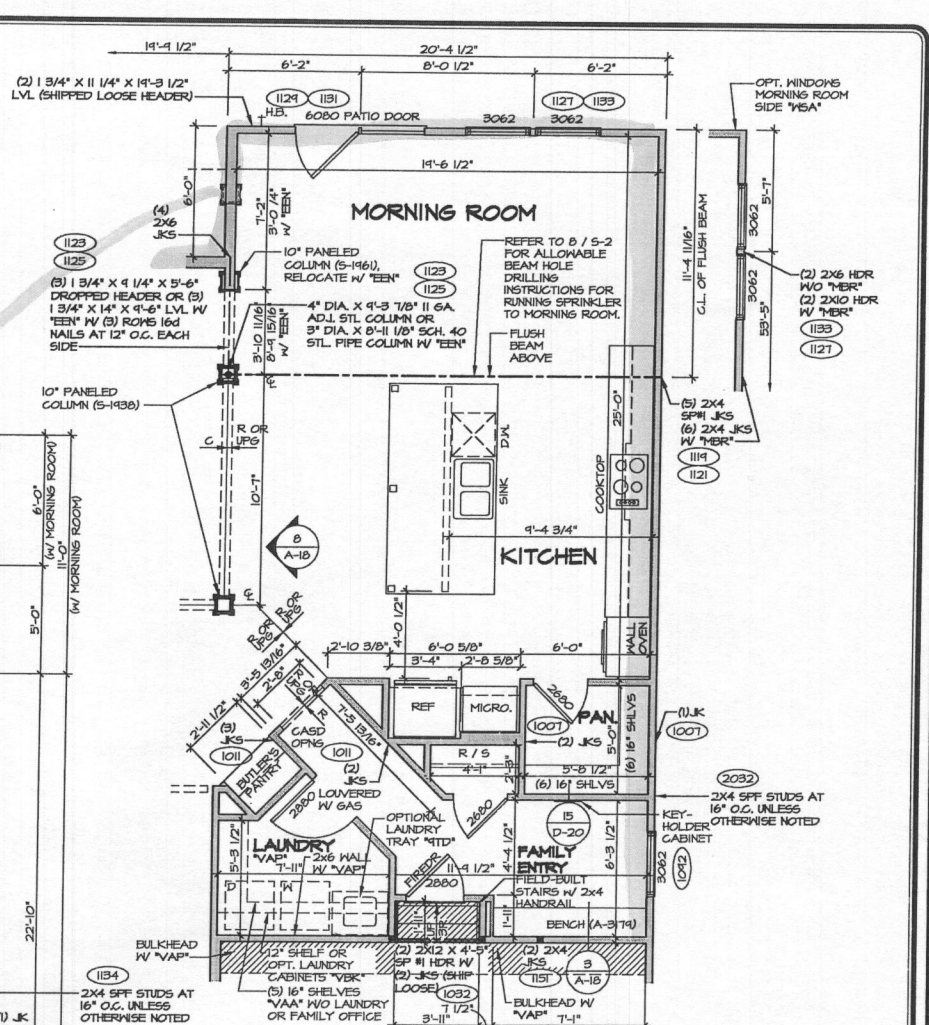 19'-9 1/2"
20'-4 1/2"
6'-2"
8'-0 1/2"
6'-2"
(2) 1 3/4" X 11 1/4" X 19'-3 1/2"
LVL (SHIPPED LOOSE HEADER)
1129
1131
H.B.
6080 PATIO DOOR
1127
1133
3062
3062
OPT. WINDOWS
MORNING ROOM
SIDE "WSA"
19'-6 1/2"
6'-0"
7'-2"
3'-0 1/4"
W/ "EEN"
MORNING ROOM
(4)
2X6
JKS
1123
1125
10" PANELED
COLUMN (S-1961),
RELOCATE W/ "EEN"
1123
1125
REFER TO 8 / S-2
FOR ALLOWABLE
BEAM HOLE
DRILLING
INSTRUCTIONS FOR
RUNNING SPRINKLER
TO MORNING ROOM.
FLUSH
BEAM
ABOVE
11'-4 11/16"
C.L. OF FLUSH BEAM
3062
3062
5'-7"
53'-5"
(2) 2X6 HDR
W/O "MBR"
(2) 2X10 HDR
W/ "MBR"
1133
1127
(3) 1 3/4" X 9 1/4" X 5'-6"
DROPPED HEADER OR (3)
1 3/4" X 14" X 9'-6" LVL W/
"EEN" W/ (3) ROWS 16d
NAILS AT 12" O.C. EACH
SIDE
4" DIA. X 9'-3 7/8" 11 GA.
ADJ. STL COLUMN OR
3" DIA. X 8'-11 1/8" SCH. 40
STL. PIPE COLUMN W/ "EEN"
3'-10 11/16"
8'-9 15/16"
W/ "EEN"
10" PANELED
COLUMN (S-1938)
C
R OR
UPG
10'-7"
25'-0"
(5) 2X4
SP#1 JKS
(6) 2X4 JKS
W/ "MBR"
1119
1121
D.W.
SINK
COOKTOP
9'-4 3/4"
KITCHEN
8
A-18
6'-0"
(W/ MORNING ROOM)
11'-0"
(W/ MORNING ROOM)
5'-0"
R OR
UPG
R OR
UPG
4'-0 1/2"
WALL
OVEN
2'-10 3/8"
6'-0 5/8"
6'-0"
3'-4"
2'-8 5/8"
3'-5 13/16"
2'-8"
R
2'-11 1/2"
(3)
JKS
1011
CASD
OPNG
7'-5 13/16"
1011
(2)
JKS
REF
MICRO.
2680
PAN.
1007
(2) JKS
5'-0"
(6) 16" SHLVS
(1)JK
1007
R / S
4'-1"
2'-3"
5'-8 1/2"
(6) 16" SHLVS
BUTLER'S
PANTRY
LOUVERED
W/ GAS
2880
2680
2032
2X4 SPF STUDS AT
16" O.C. UNLESS
OTHERWISE NOTED
15
D-20
KEY-
HOLDER
CABINET
OPTIONAL
LAUNDRY
TRAY "9TD"
LAUNDRY
"VAP"
7'-11"
5'-3 1/2"
2x6 WALL
W/ "VAP"
D
W
FIREDR
2880
11'-9 1/2"
4'-4 1/2"
FAMILY
ENTRY
FIELD-BUILT
STAIRS W/ 2x4
HANDRAIL
6'-3 1/2"
3062
1092
1'-11"
UP
3R
1'-11"
BENCH (A-3179)
22'-10"
BULKHEAD
W/ "VAP"
12" SHELF OR
OPT. LAUNDRY
CABINETS "VBK"
(5) 16" SHELVES
"VAA" W/O LAUNDRY
OR FAMILY OFFICE
(2) 2X12 X 4'-5"
SP #1 HDR W/
(2) JKS (SHIP
LOOSE)
1032
(2) 2X4
JKS
1151
3
A-18
1134
2X4 SPF STUDS AT
16" O.C. UNLESS
OTHERWISE NOTED
BULKHEAD W/
"VAP"
7 1/2"
3'-11"
7'-1"
1) JK